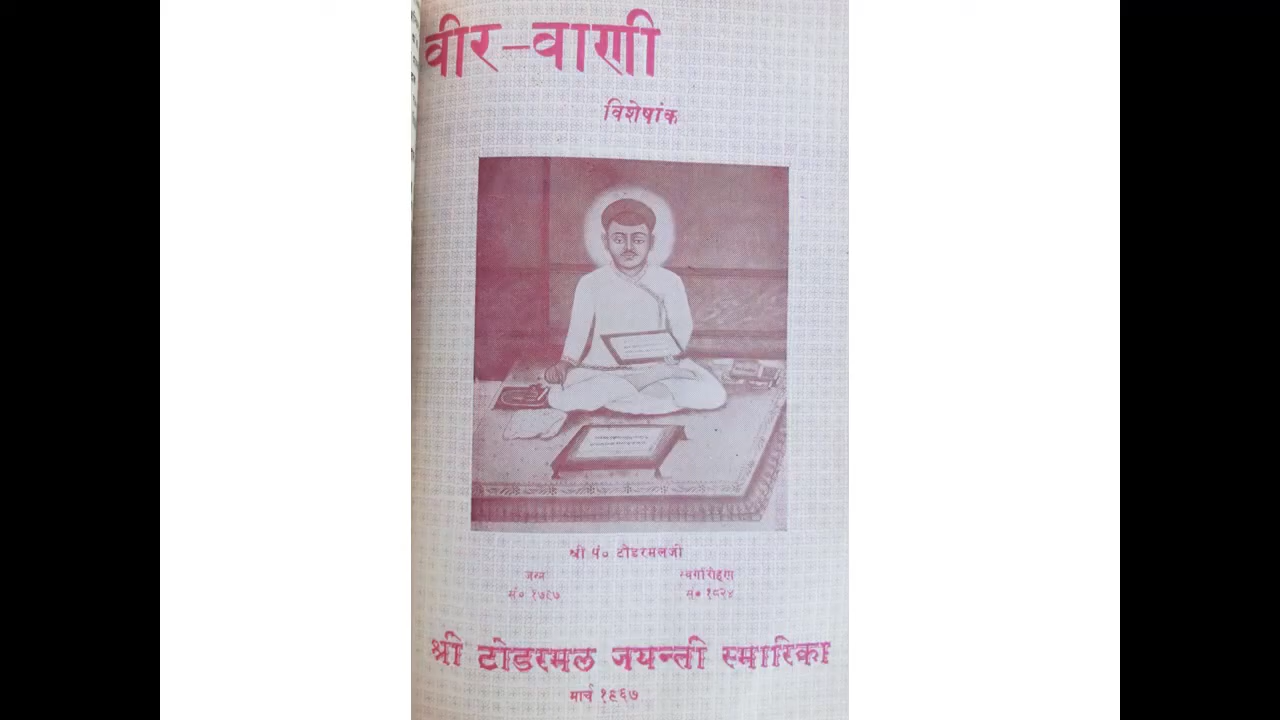 वीर-वाणी
विशेषांक
श्री पं० टोडरमलजी
जन्म स्वर्गारोहण
सं० १७९७ सं० १८२४
श्री टोडरमल जयन्ती स्मारिका
मार्च १९६७